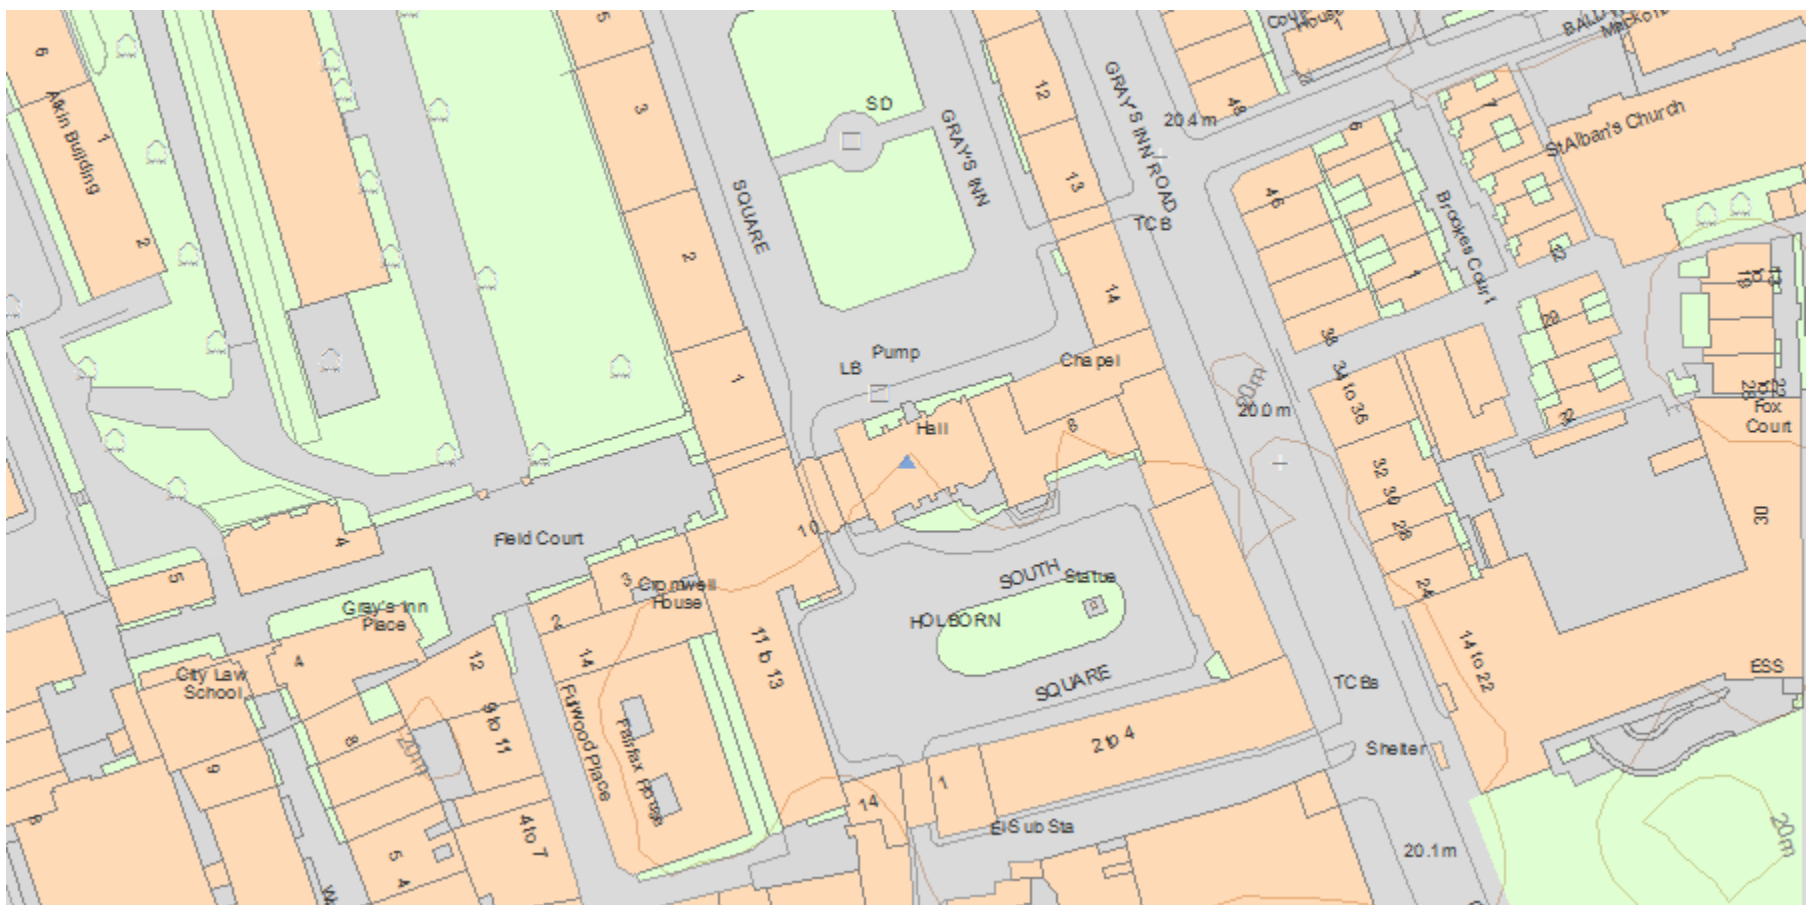 6
1
Atkin Building
2
5
3
2
1
SQUARE
SD
GRAY'S INN
12
13
14
GRAY'S INN ROAD
TCB
20.4 m
48
6
46
1
38
7
St Alban's Church
Brookes Court
32
29
Fox
Court
LB
Pump
Chapel
Hall
8
20m
20.0 m
34 to 36
32
30
28
24
30
Field Court
4
5
10
3
Cromwell
House
2
14
Gray's Inn
Place
4
City Law
School
12
9 to 11
8
9
20m
Fulwood Place
Fairfax House
11 to 13
SOUTH
Statue
HOLBORN
SQUARE
14 to 22
ESS
TCBs
2 to 4
Shelter
1
14
8
4 to 7
5
4
El Sub Sta
20.1m
20m